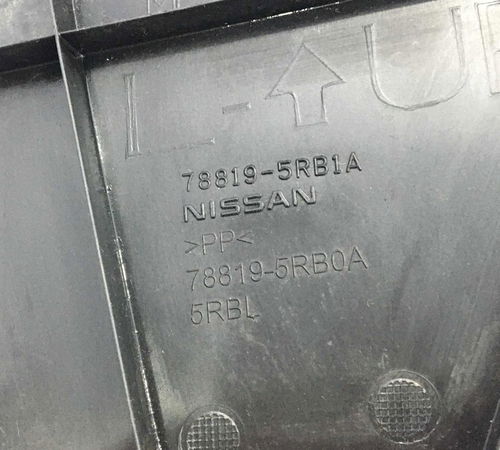 L-↑U
78819-5RB1A
NISSAN
>PP<
78819-5RB0A
5RBL